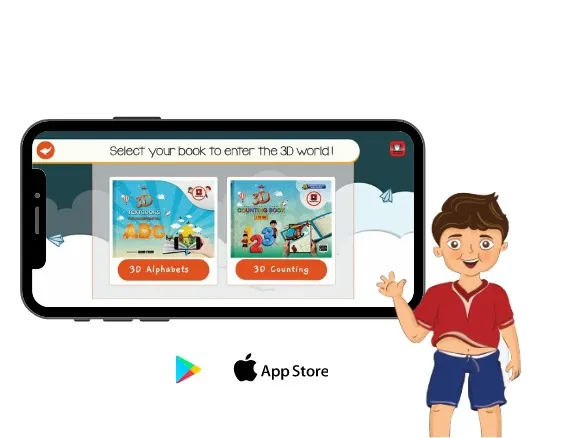 Select your book to enter the 3D world!
3D
TEXTBOOKS
ABC
3D Alphabets
3D
COUNTING BOOK
123
3D Counting
App Store